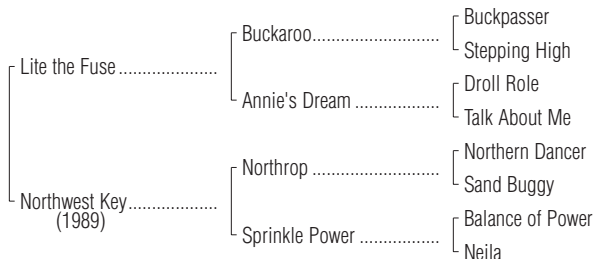 Buckpasser
Buckaroo....................................
Stepping High
Lite the Fuse.....................
Droll Role
Annie's Dream ........................
Talk About Me
Northern Dancer
Northrop ....................................
Sand Buggy
Northwest Key...................
(1989)
Balance of Power
Sprinkle Power ......................
Neila